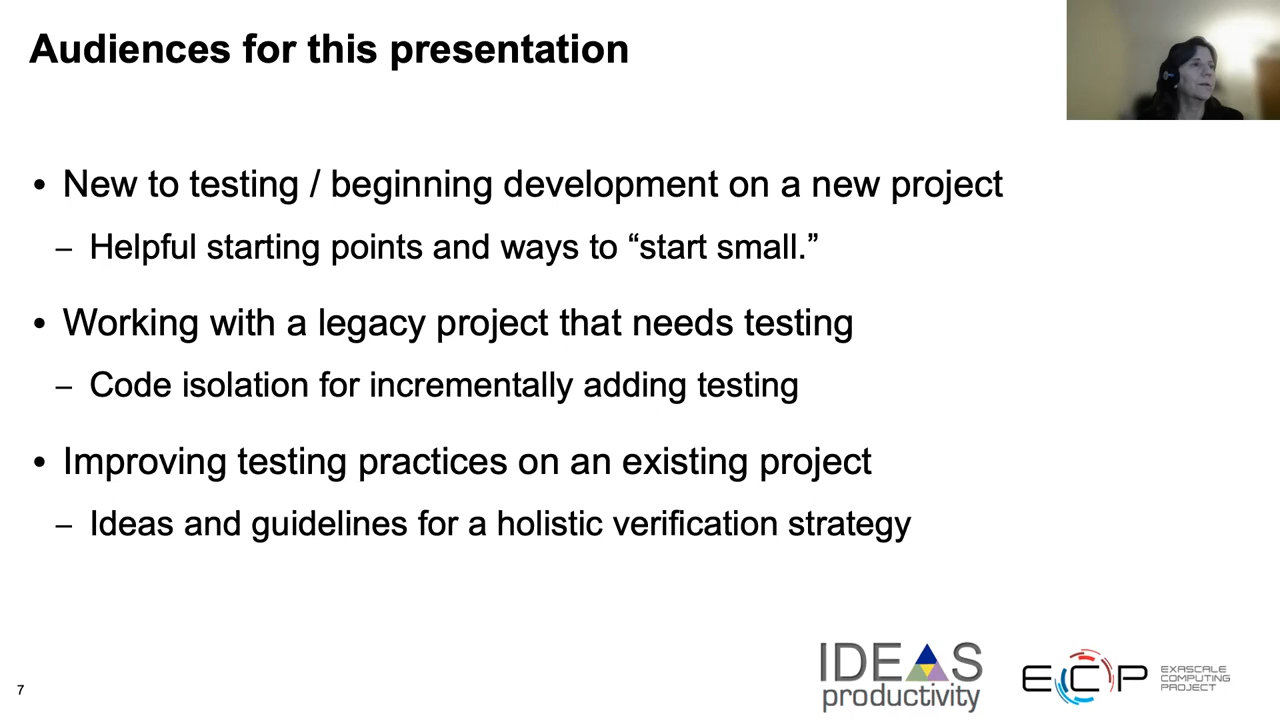 Audiences for this presentation
• New to testing / beginning development on a new project
– Helpful starting points and ways to “start small.”
• Working with a legacy project that needs testing
– Code isolation for incrementally adding testing
• Improving testing practices on an existing project
– Ideas and guidelines for a holistic verification strategy
7
IDEAS
productivity
ECP
EXASCALE
COMPUTING
PROJECT